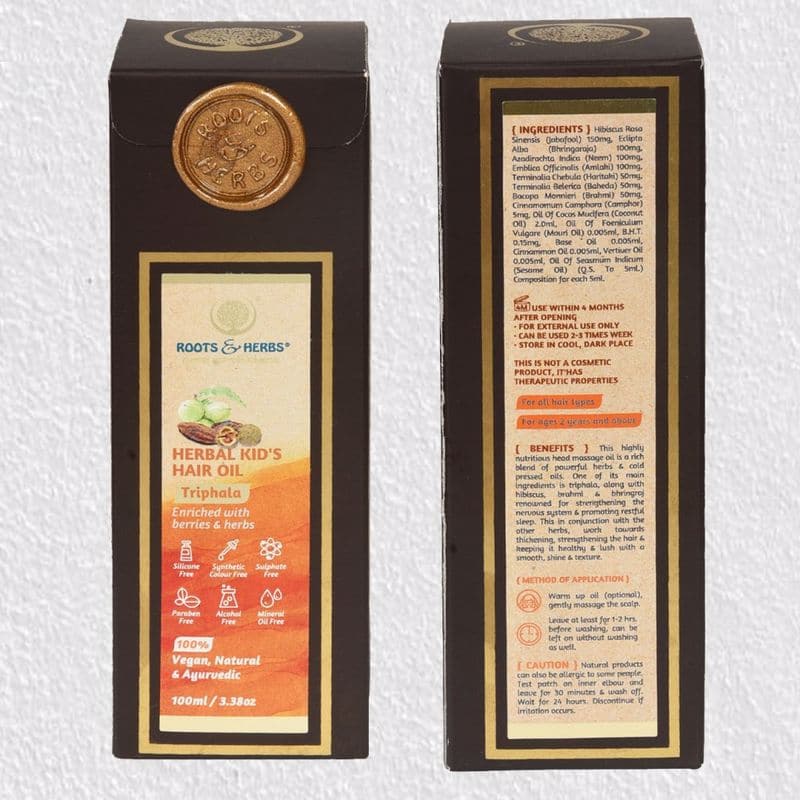 ROOTS
&
HERBS
ROOTS & HERBS®
HERBAL KID'S
HAIR OIL
Triphala
Enriched with
berries & herbs
Silicone
Free
Synthetic
Colour Free
Sulphate
Free
Paraben
Free
Alcohol
Free
Mineral
Oil Free
100%
Vegan, Natural
& Ayurvedic
100ml / 3.38oz
{ INGREDIENTS } Hibiscus Rosa
Sinensis (Jabafool) 150mg, Eclipta
Alba (Bhringaraja) 100mg,
Azadirachta Indica (Neem) 100mg,
Emblica Officinalis (Amlaki) 100mg,
Terminalia Chebula (Haritaki) 50mg,
Terminalia Belerica (Baheda) 50mg,
Bacopa Monnieri (Brahmi) 50mg,
Cinnamomum Camphora (Camphor)
5mg, Oil Of Cocos Nucifera (Coconut
Oil) 2.0ml, Oil Of Foeniculum
Vulgare (Mouri Oil) 0.005ml, B.H.T.
0.15mg, Base Oil 0.005ml,
Cinnammon Oil 0.005ml, Vertiver Oil
0.005ml, Oil Of Seasmum Indicum
(Sesame Oil) (Q.S. To 5ml.)
Composition for each 5ml.
4M USE WITHIN 4 MONTHS
AFTER OPENING
· FOR EXTERNAL USE ONLY
· CAN BE USED 2-3 TIMES WEEK
· STORE IN COOL, DARK PLACE
THIS IS NOT A COSMETIC
PRODUCT, IT'HAS
THERAPEUTIC PROPERTIES
For all hair types
For ages 2 years and above
{ BENEFITS } This highly
nutritious head massage oil is a rich
blend of powerful herbs & cold
pressed oils. One of its main
ingredients is triphala, along with
hibiscus, brahmi & bhringroj
renowned for strengthening the
nervous system & promoting restful
sleep. This in conjunction with the
other herbs, work towards
thickening, strengthening the hair &
keeping it healthy & lush with a
smooth, shine & texture.
{ METHOD OF APPLICATION }
Warm up oil (optional),
gently massage the scalp.
Leave at least for 1-2 hrs.
before washing, can be
left on without washing
as well.
{ CAUTION } Natural products
can also be allergic to some people.
Test patch on inner elbow and
leave for 30 minutes & wash off.
Wait for 24 hours. Discontinue if
irritation occurs.